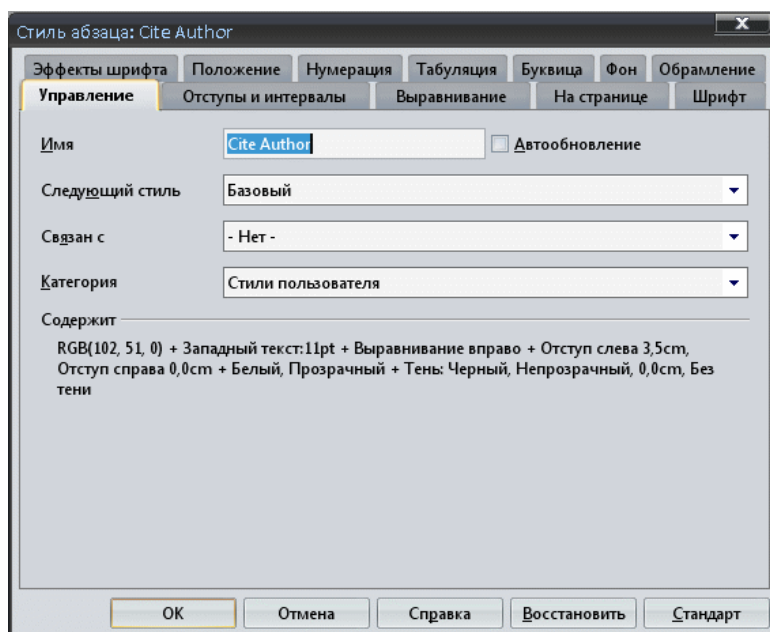 Стиль абзаца: Cite Author
Эффекты шрифта Положение Нумерация Табуляция Буквица Фон Обрамление
Управление Отступы и интервалы Выравнивание На странице Шрифт
Имя Cite Author Автообновление
Следующий стиль Базовый
Связан с - Нет -
Категория Стили пользователя
Содержит
RGB(102, 51, 0) + Западный текст:11pt + Выравнивание вправо + Отступ слева 3,5cm,
Отступ справа 0,0cm + Белый, Прозрачный + Тень: Черный, Непрозрачный, 0,0cm, Без
тени
OK Отмена Справка Восстановить Стандарт